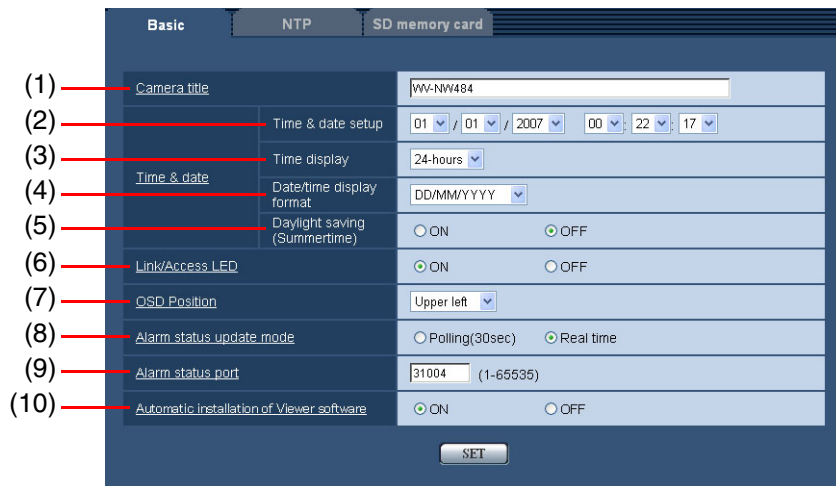 Basic NTP SD memory card
(1) Camera title WV-NW484
(2) Time & date setup 01 / 01 / 2007 00 : 22 : 17
(3) Time display 24-hours
Time & date
(4) Date/time display format DD/MM/YYYY
(5) Daylight saving (Summertime) ON OFF
(6) Link/Access LED ON OFF
(7) OSD Position Upper left
(8) Alarm status update mode Polling(30sec) Real time
(9) Alarm status port 31004 (1-65535)
(10) Automatic installation of Viewer software ON OFF
SET